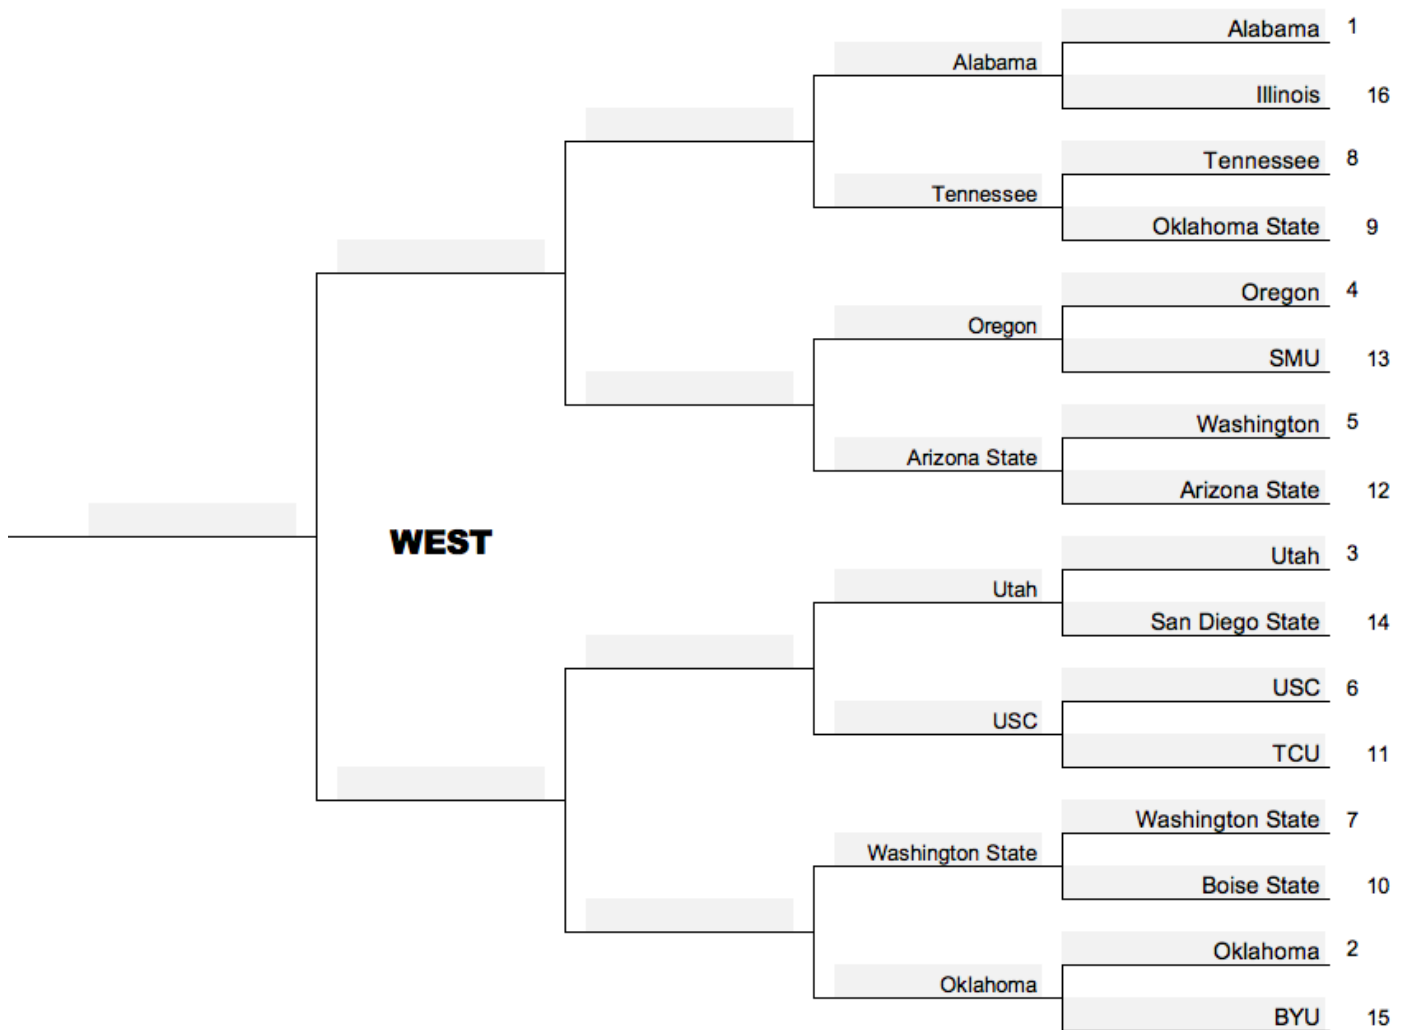 Alabama 1
Alabama
Illinois 16
Tennessee 8
Tennessee
Oklahoma State 9
Oregon 4
Oregon
SMU 13
Washington 5
Arizona State
Arizona State 12
WEST
Utah 3
Utah
San Diego State 14
USC 6
USC
TCU 11
Washington State 7
Washington State
Boise State 10
Oklahoma 2
Oklahoma
BYU 15